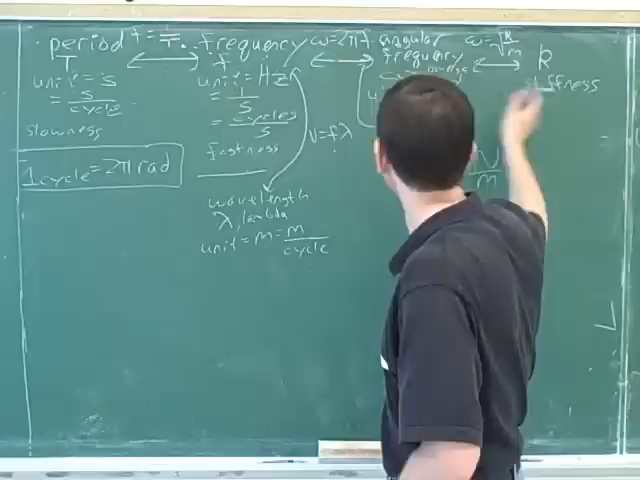 · period f = 1/T · frequency ω = 2πf angular frequency ω = √k/m k
T f ω
unit = s unit = Hz stiffness
= s/cycle = 1/s
= cycles/s
slowness fastness v = fλ
1 cycle = 2π rad N/m
wavelength
λ, lambda
unit = m = m/cycle